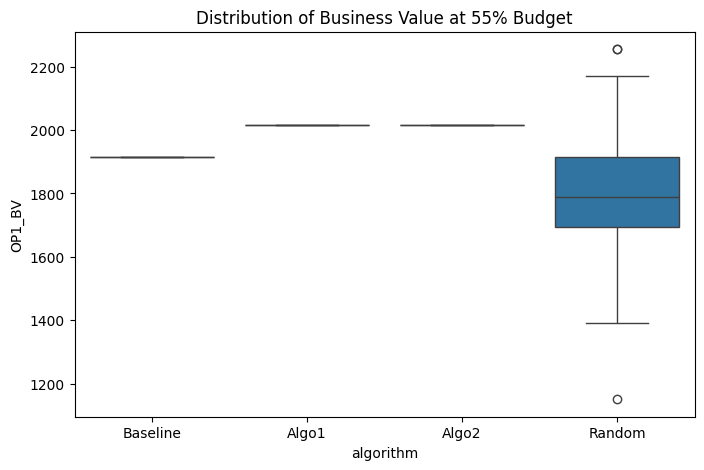 Distribution of Business Value at 55% Budget
OP1_BV
2200
2000
1800
1600
1400
1200
Baseline
Algo1
Algo2
Random
algorithm